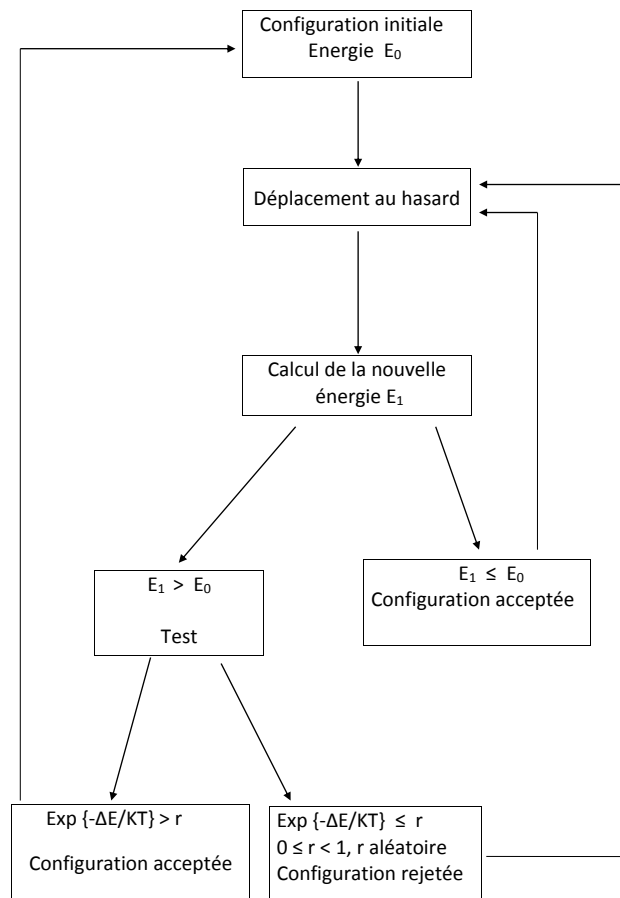 Configuration initiale
Energie E₀
Déplacement au hasard
Calcul de la nouvelle
énergie E₁
E₁ > E₀
Test
E₁ ≤ E₀
Configuration acceptée
Exp {-ΔE/KT} > r
Configuration acceptée
Exp {-ΔE/KT} ≤ r
0 ≤ r < 1, r aléatoire
Configuration rejetée